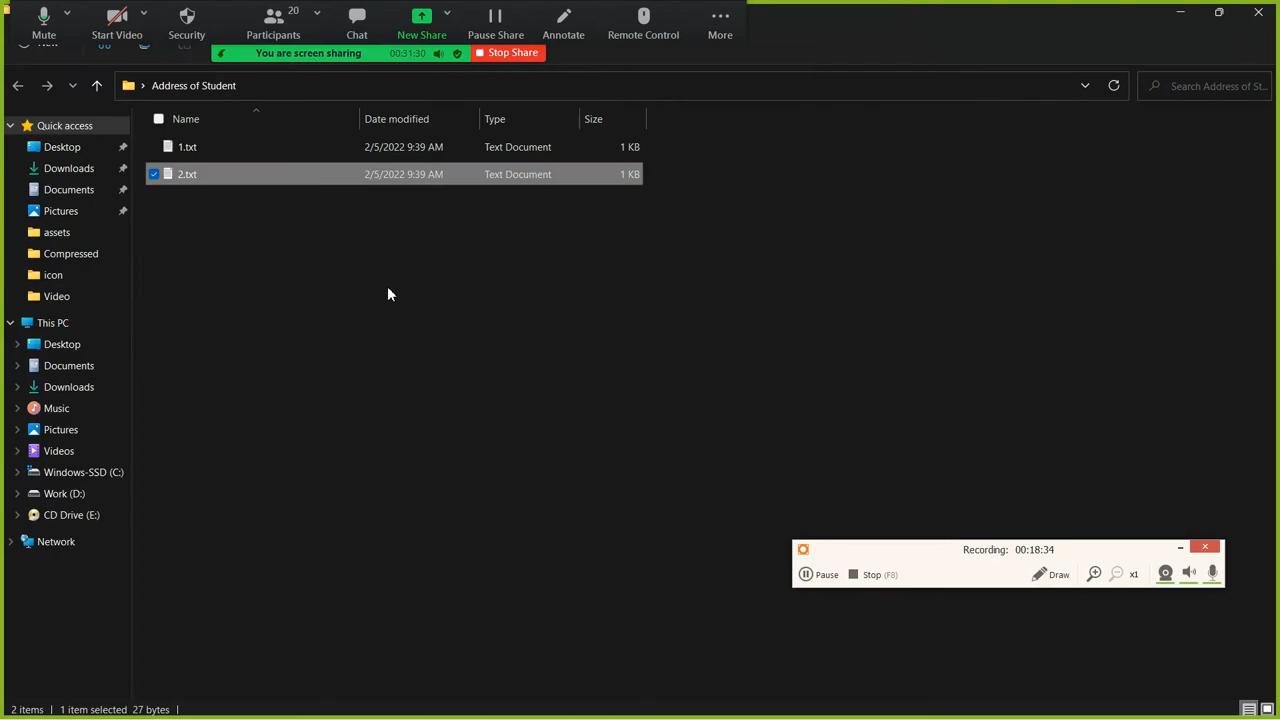 20
Mute Start Video Security Participants Chat New Share Pause Share Annotate Remote Control More
You are screen sharing 00:31:30 Stop Share
Address of Student Search Address of St...
Name Date modified Type Size
Quick access
1.txt 2/5/2022 9:39 AM Text Document 1 KB
Desktop
Downloads
2.txt 2/5/2022 9:39 AM Text Document 1 KB
Documents
Pictures
assets
Compressed
icon
Video
This PC
Desktop
Documents
Downloads
Music
Pictures
Videos
Windows-SSD (C:)
Work (D:)
CD Drive (E:)
Network
Recording: 00:18:34
Pause Stop (F8) Draw x1
2 items 1 item selected 27 bytes